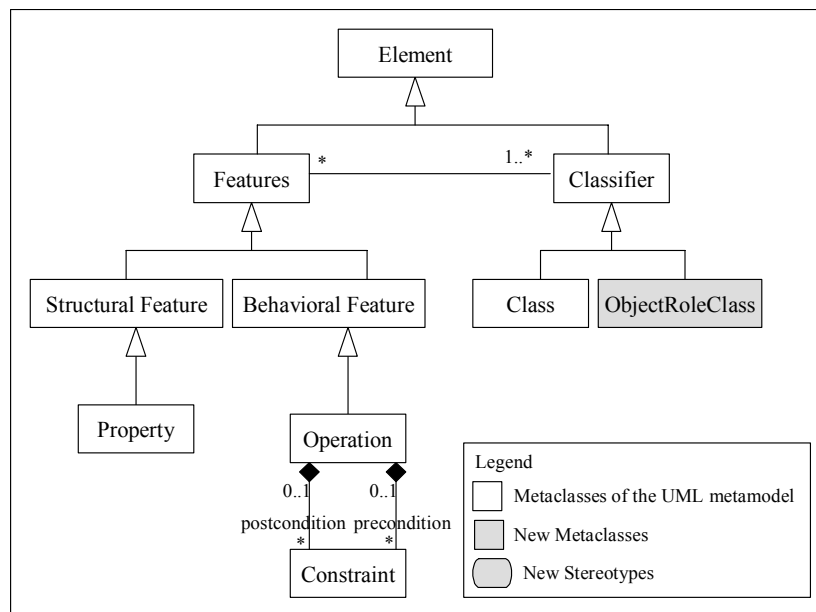 Element
*
1..*
Features
Classifier
Structural Feature
Behavioral Feature
Class
ObjectRoleClass
Property
Operation
0..1
0..1
postcondition
precondition
*
*
Constraint
Legend
Metaclasses of the UML metamodel
New Metaclasses
New Stereotypes